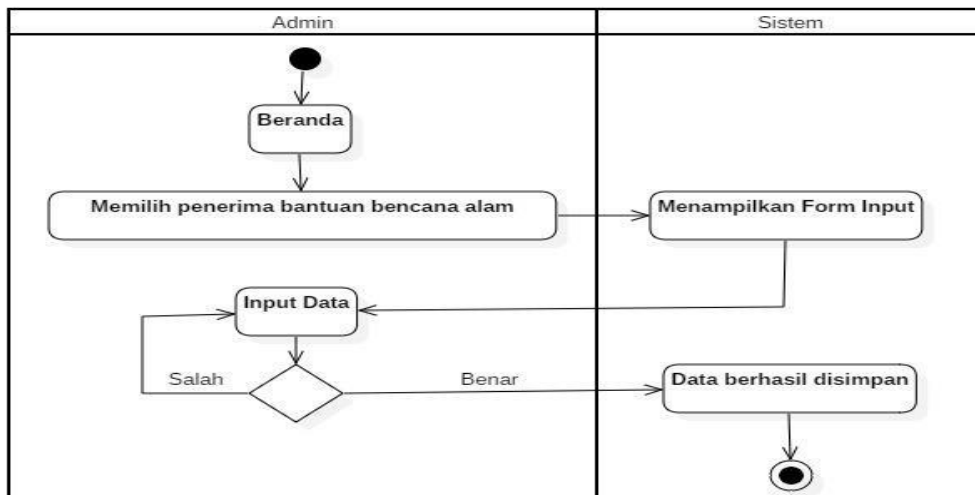 Admin
Sistem
Beranda
Memilih penerima bantuan bencana alam
Menampilkan Form Input
Input Data
Salah
Benar
Data berhasil disimpan